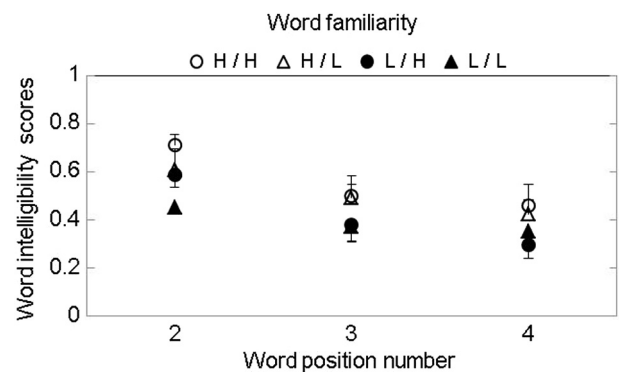 Word familiarity
H / H H / L L / H L / L
Word intelligibility scores
1
0.8
0.6
0.4
0.2
0
2 3 4
Word position number